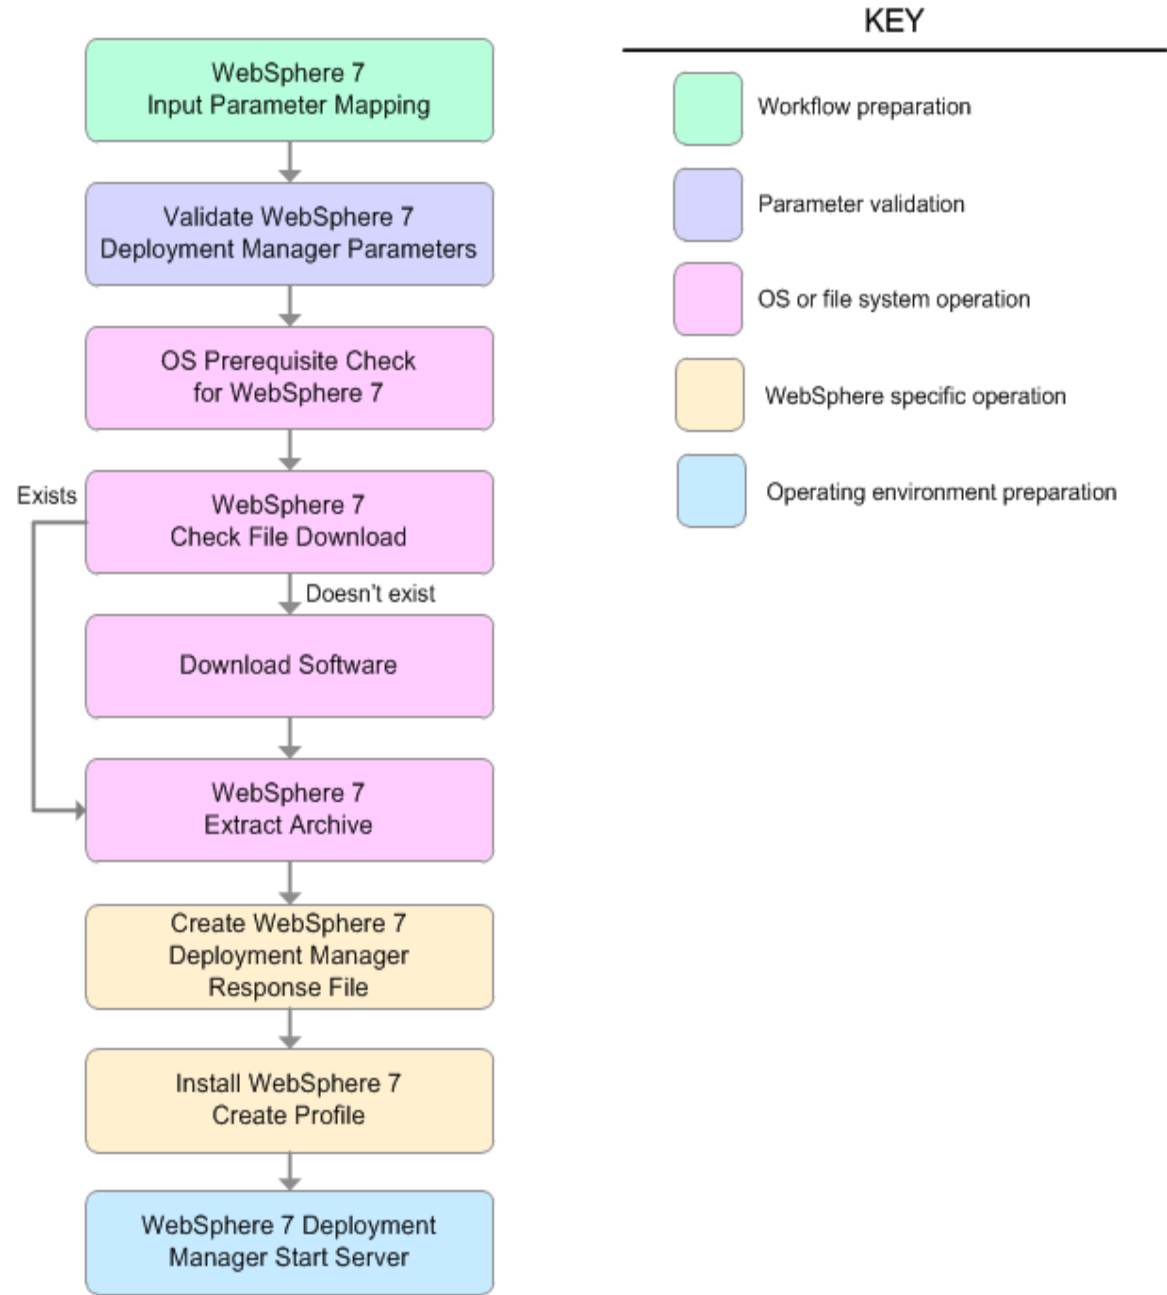 WebSphere 7
Input Parameter Mapping
Validate WebSphere 7
Deployment Manager Parameters
OS Prerequisite Check
for WebSphere 7
Exists
WebSphere 7
Check File Download
Doesn't exist
Download Software
WebSphere 7
Extract Archive
Create WebSphere 7
Deployment Manager
Response File
Install WebSphere 7
Create Profile
WebSphere 7 Deployment
Manager Start Server
KEY
Workflow preparation
Parameter validation
OS or file system operation
WebSphere specific operation
Operating environment preparation